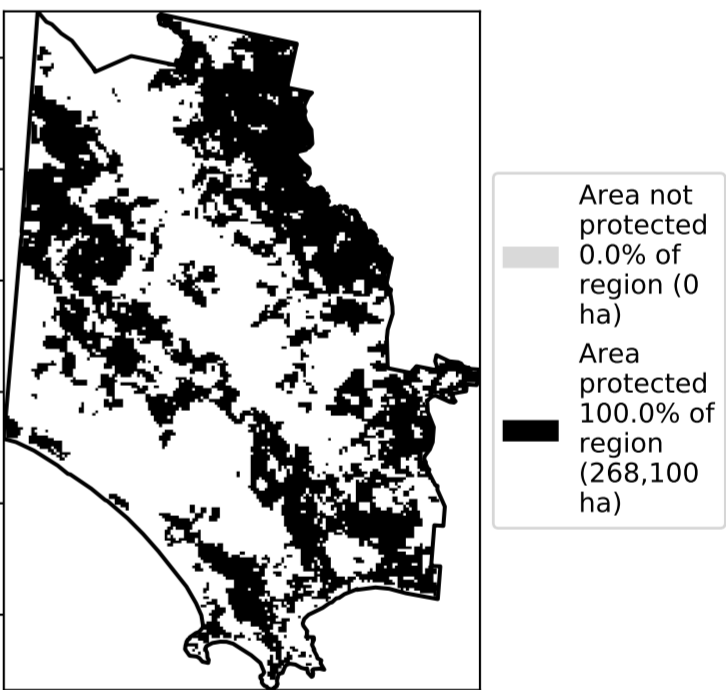 Area not
protected
0.0% of
region (0
ha)
Area
protected
100.0% of
region
(268,100
ha)